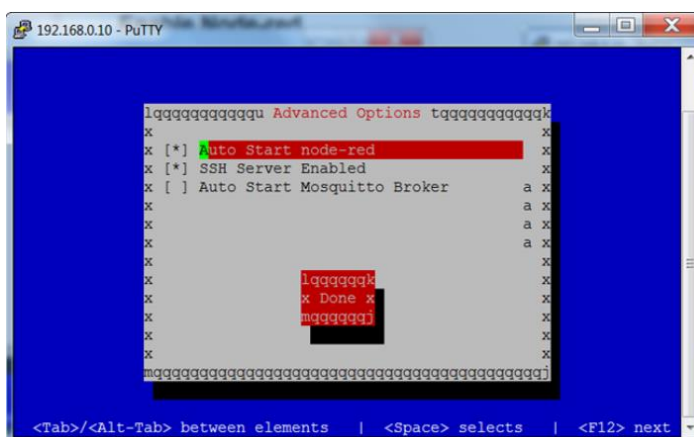 192.168.0.10 - PuTTY
lqqqqqqqqqqqu Advanced Options tqqqqqqqqqqqk
x x
x [*] Auto Start node-red x
x [*] SSH Server Enabled x
x [ ] Auto Start Mosquitto Broker a x
x a x
x a x
x a x
x x
x lqqqqqqk x
x x Done x x
x mqqqqqqj x
x x
x x
mqqqqqqqqqqqqqqqqqqqqqqqqqqqqqqqqqqqqqqqqqqj
<Tab>/<Alt-Tab> between elements | <Space> selects | <F12> next